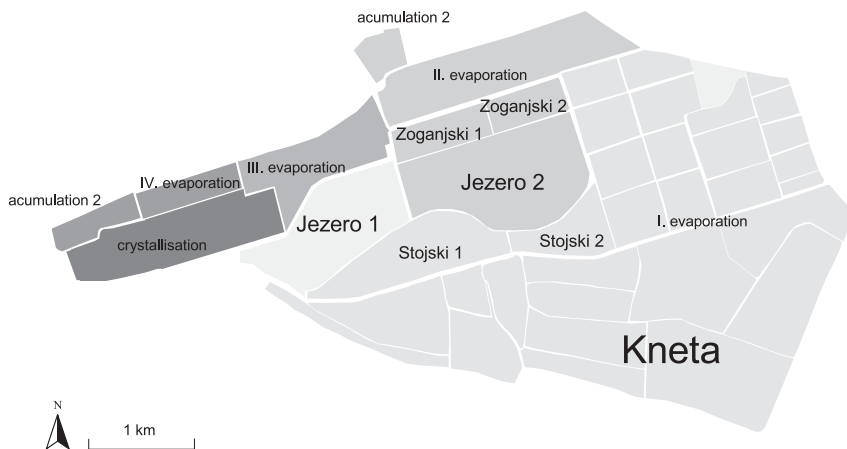 acumulation 2
II. evaporation
Zoganjski 2
Zoganjski 1
III. evaporation
IV. evaporation
Jezero 2
acumulation 2
Jezero 1
I. evaporation
crystallisation
Stojski 1
Stojski 2
Kneta
N
1 km